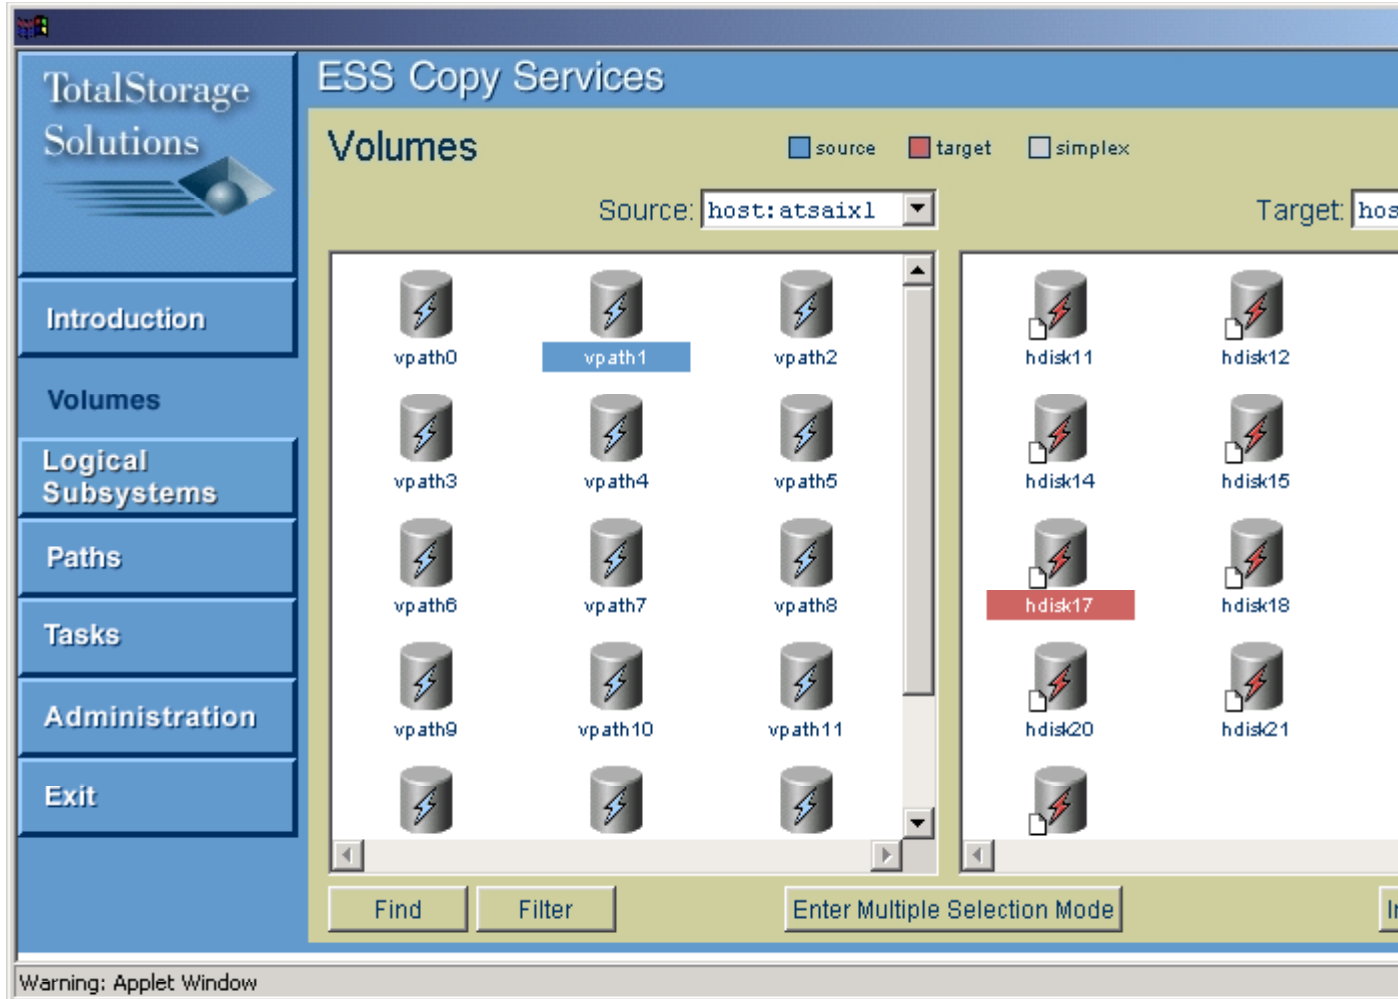 TotalStorage
Solutions
ESS Copy Services
Volumes
source target simplex
Source: host:atsaix1
Target: hos
Introduction
Volumes
Logical
Subsystems
Paths
Tasks
Administration
Exit
vpath0 vpath1 vpath2
vpath3 vpath4 vpath5
vpath6 vpath7 vpath8
vpath9 vpath10 vpath11
hdisk11 hdisk12
hdisk14 hdisk15
hdisk17 hdisk18
hdisk20 hdisk21
Find Filter Enter Multiple Selection Mode
Warning: Applet Window